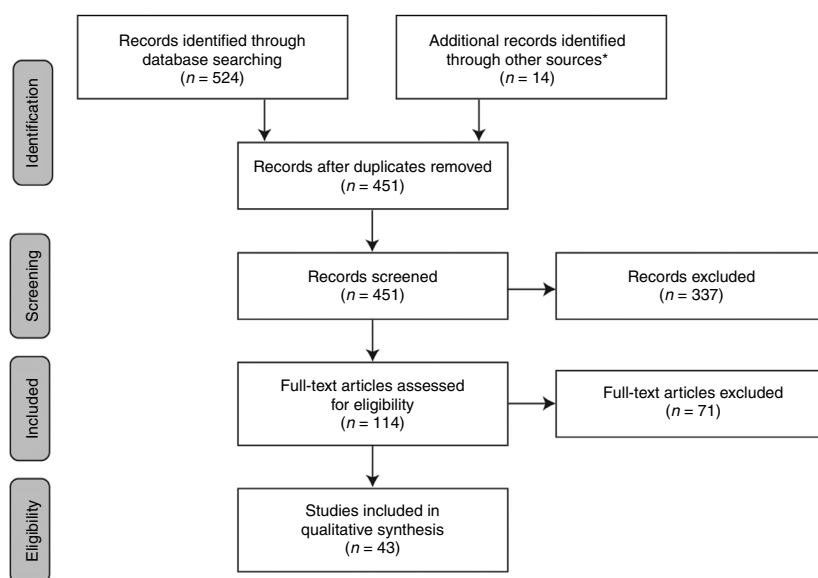 Identification
Records identified through
database searching
(n = 524)
Additional records identified
through other sources*
(n = 14)
Records after duplicates removed
(n = 451)
Screening
Records screened
(n = 451)
Records excluded
(n = 337)
Included
Full-text articles assessed
for eligibility
(n = 114)
Full-text articles excluded
(n = 71)
Eligibility
Studies included in
qualitative synthesis
(n = 43)